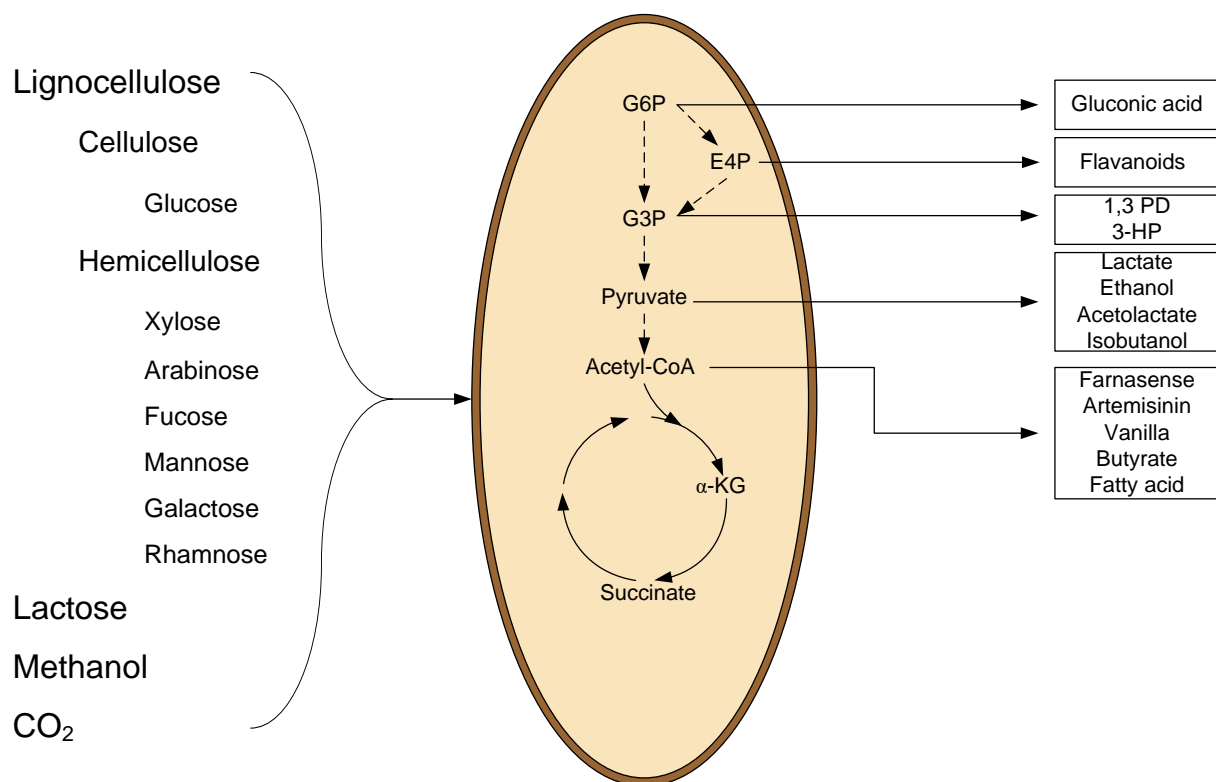 Lignocellulose
Cellulose
Glucose
Hemicellulose
Xylose
Arabinose
Fucose
Mannose
Galactose
Rhamnose
Lactose
Methanol
CO₂
G6P
E4P
G3P
Pyruvate
Acetyl-CoA
α-KG
Succinate
Gluconic acid
Flavanoids
1,3 PD
3-HP
Lactate
Ethanol
Acetolactate
Isobutanol
Farnasense
Artemisinin
Vanilla
Butyrate
Fatty acid